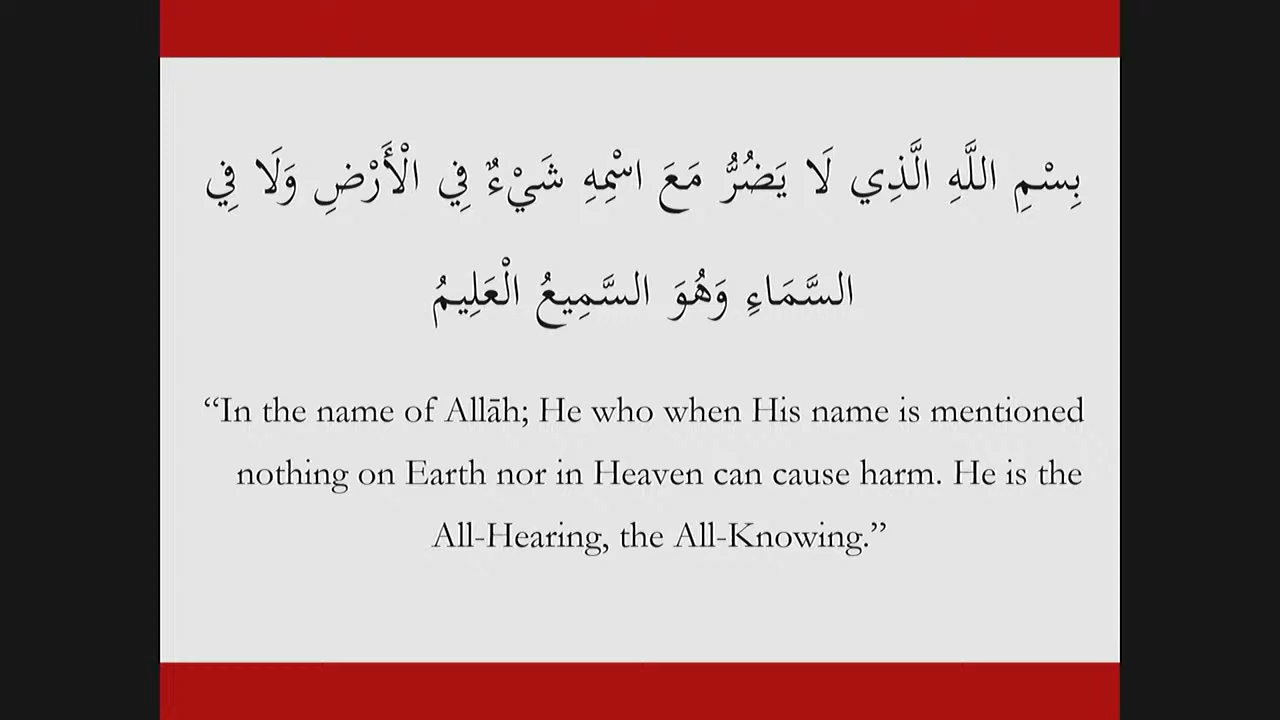 بِسْمِ اللَّهِ الَّذِي لَا يَضُرُّ مَعَ اسْمِهِ شَيْءٌ فِي الْأَرْضِ وَلَا فِي
السَّمَاءِ وَهُوَ السَّمِيعُ الْعَلِيمُ
“In the name of Allāh; He who when His name is mentioned
nothing on Earth nor in Heaven can cause harm. He is the
All-Hearing, the All-Knowing.”